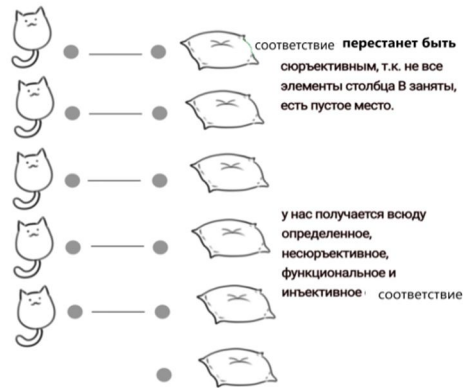 соответствие перестанет быть
сюръективным, т.к. не все
элементы столбца В заняты,
есть пустое место.
у нас получается всюду
определенное,
несюръективное,
функциональное и
инъективное соответствие